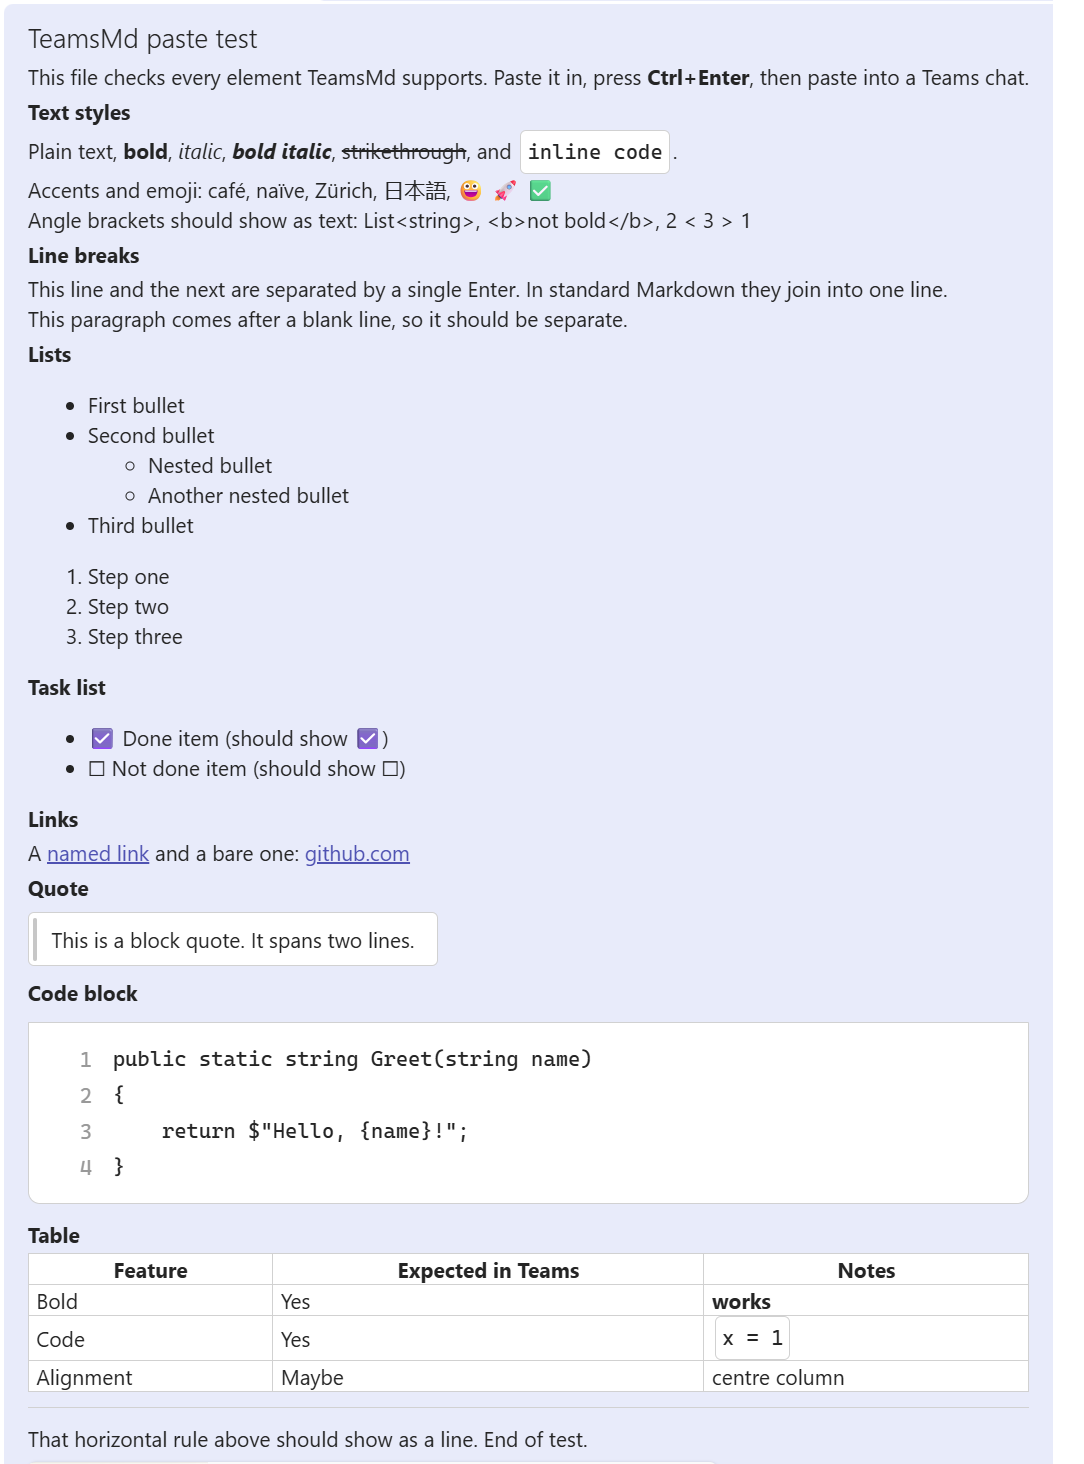 TeamsMd paste test
This file checks every element TeamsMd supports. Paste it in, press Ctrl+Enter, then paste into a Teams chat.
Text styles
Plain text, bold, italic, bold italic, strikethrough, and inline code.
Accents and emoji: café, naïve, Zürich, 日本語, 🤪 🚀 ✅
Angle brackets should show as text: List<string>, <b>not bold</b>, 2 < 3 > 1
Line breaks
This line and the next are separated by a single Enter. In standard Markdown they join into one line.
This paragraph comes after a blank line, so it should be separate.
Lists
• First bullet
• Second bullet
○ Nested bullet
○ Another nested bullet
• Third bullet
1. Step one
2. Step two
3. Step three
Task list
• ☑ Done item (should show ☑)
• ☐ Not done item (should show ☐)
Links
A named link and a bare one: github.com
Quote
This is a block quote. It spans two lines.
Code block
1 public static string Greet(string name)
2 {
3     return $"Hello, {name}!";
4 }
Table
Feature Expected in Teams Notes
Bold Yes works
Code Yes x = 1
Alignment Maybe centre column
That horizontal rule above should show as a line. End of test.